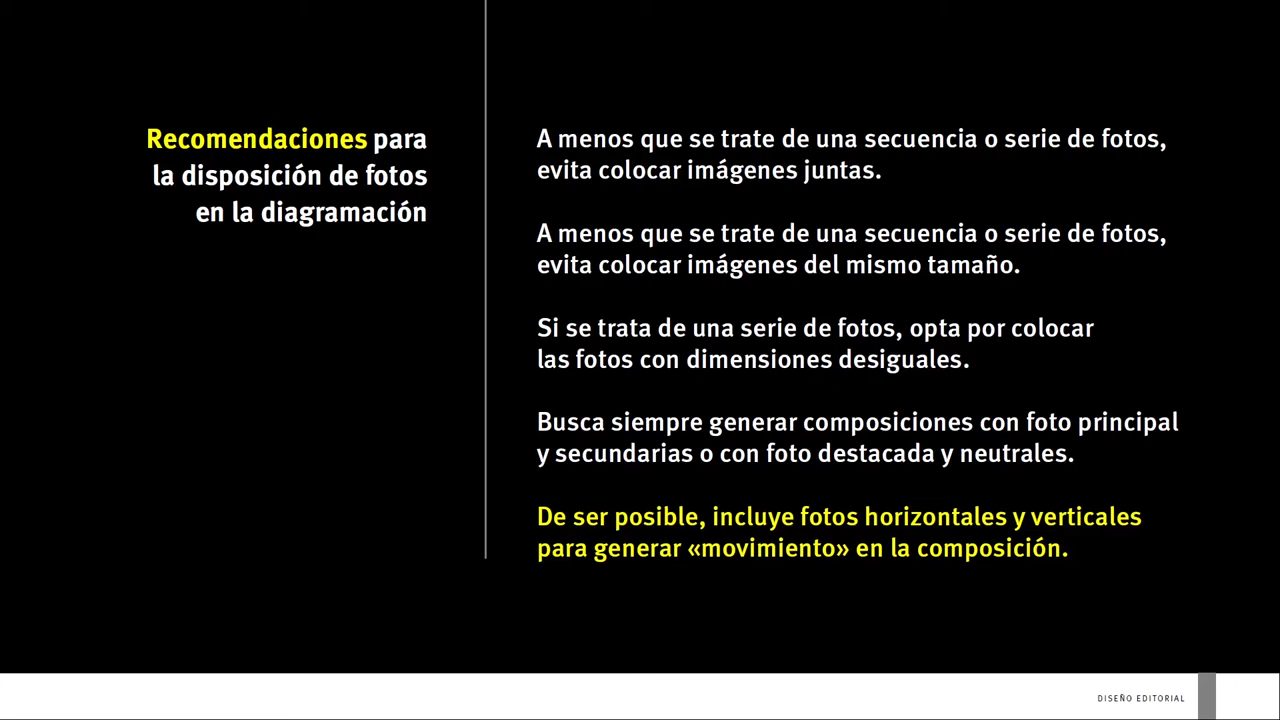 Recomendaciones para
la disposición de fotos
en la diagramación
A menos que se trate de una secuencia o serie de fotos,
evita colocar imágenes juntas.
A menos que se trate de una secuencia o serie de fotos,
evita colocar imágenes del mismo tamaño.
Si se trata de una serie de fotos, opta por colocar
las fotos con dimensiones desiguales.
Busca siempre generar composiciones con foto principal
y secundarias o con foto destacada y neutrales.
De ser posible, incluye fotos horizontales y verticales
para generar «movimiento» en la composición.
DISEÑO EDITORIAL